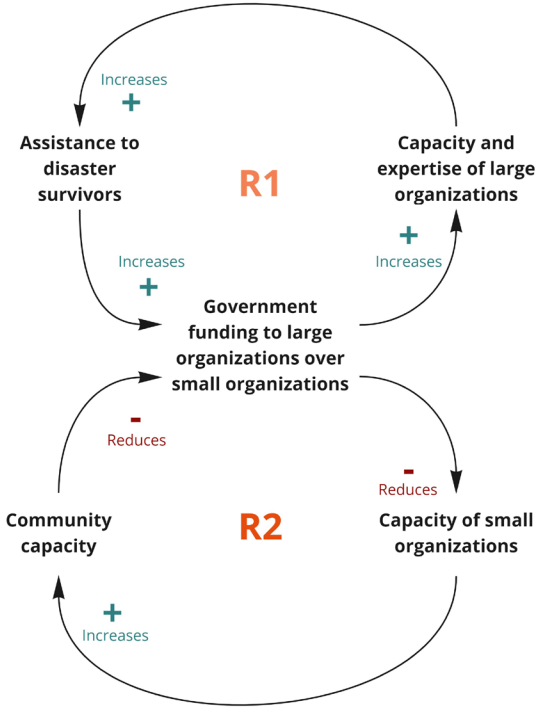 Increases
+
Assistance to
disaster
survivors
R1
Capacity and
expertise of large
organizations
+
Increases
Increases
+
Government
funding to large
organizations over
small organizations
-
Reduces
-
Reduces
Community
capacity
R2
Capacity of small
organizations
+
Increases